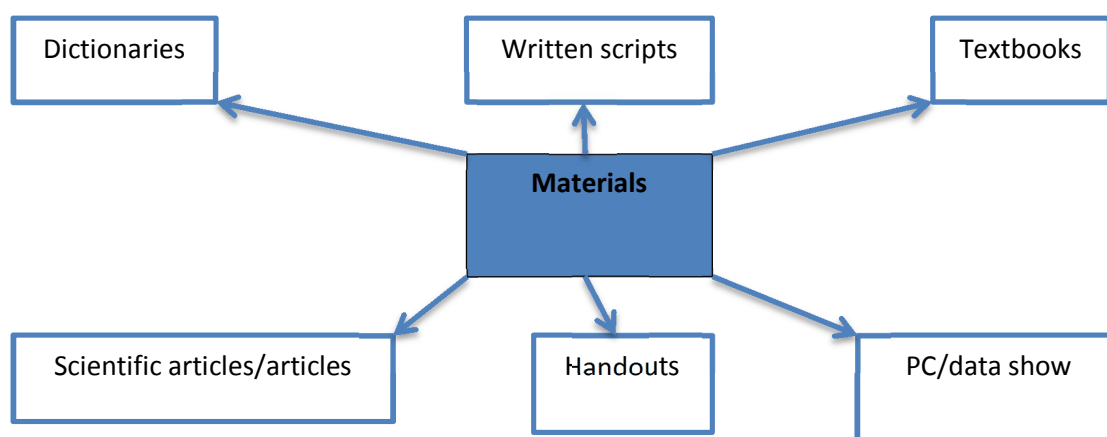 Dictionaries
Written scripts
Textbooks
Materials
Scientific articles/articles
Handouts
PC/data show